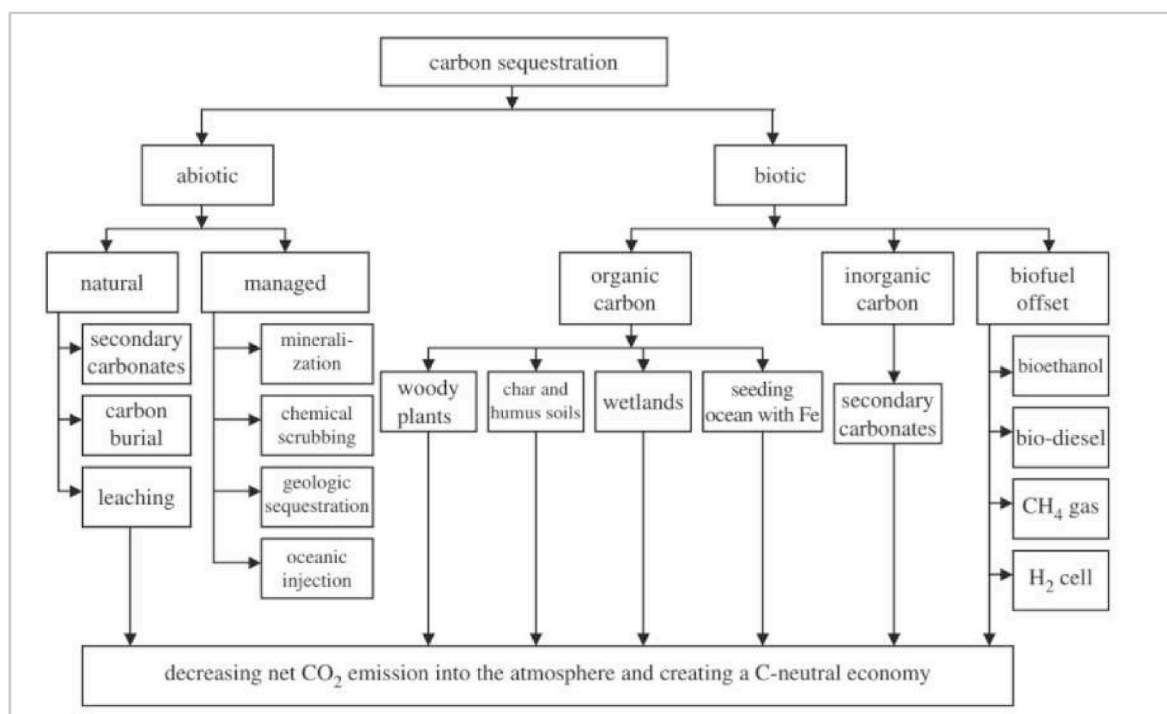 carbon sequestration
abiotic
biotic
natural
managed
organic
carbon
inorganic
carbon
biofuel
offset
secondary
carbonates
carbon
burial
leaching
minerali-
zation
chemical
scrubbing
geologic
sequestration
oceanic
injection
woody
plants
char and
humus soils
wetlands
seeding
ocean with Fe
secondary
carbonates
bioethanol
bio-diesel
CH₄ gas
H₂ cell
decreasing net CO₂ emission into the atmosphere and creating a C-neutral economy